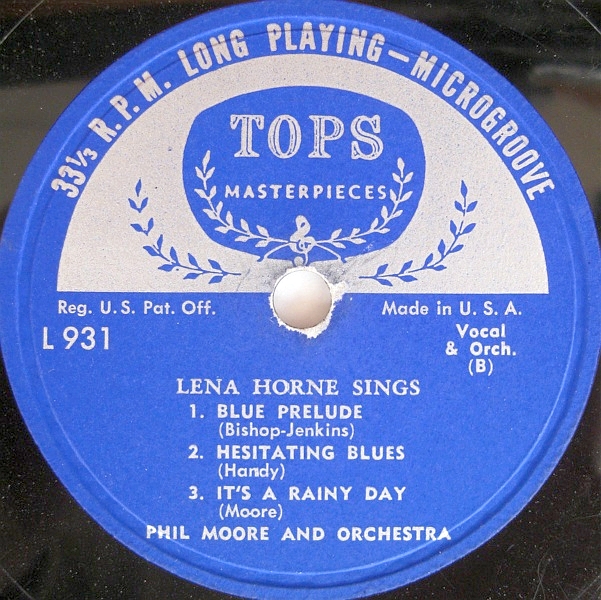 33⅓ R.P.M. LONG PLAYING—MICROGROOVE
TOPS
MASTERPIECES
Reg. U.S. Pat. Off.
Made in U.S.A.
L 931
Vocal
& Orch.
(B)
LENA HORNE SINGS
1. BLUE PRELUDE
(Bishop-Jenkins)
2. HESITATING BLUES
(Handy)
3. IT'S A RAINY DAY
(Moore)
PHIL MOORE AND ORCHESTRA